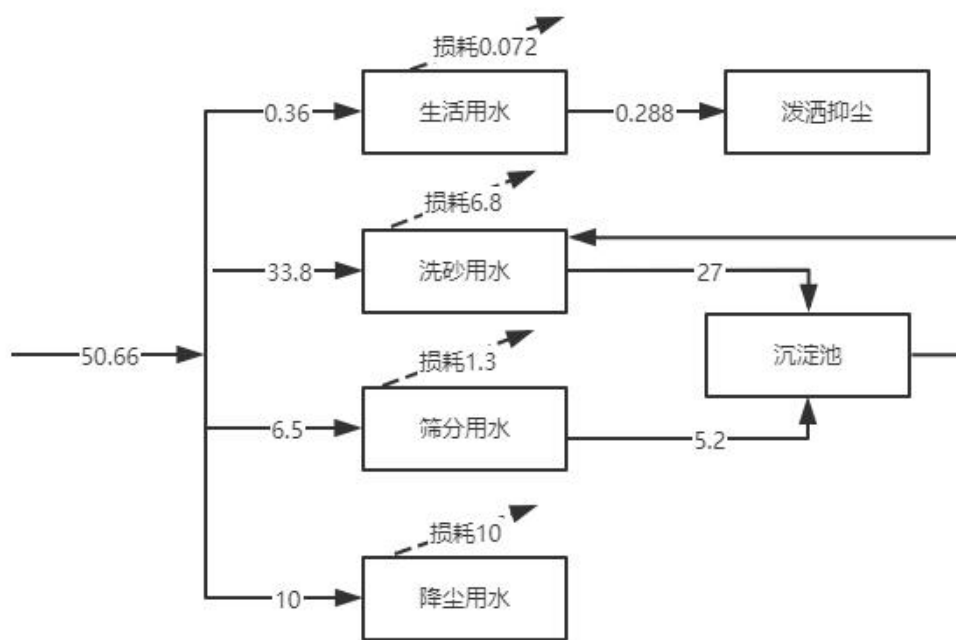 损耗0.072
0.36
生活用水
0.288
泼洒抑尘
损耗6.8
33.8
洗砂用水
27
50.66
沉淀池
损耗1.3
6.5
筛分用水
5.2
损耗10
10
降尘用水